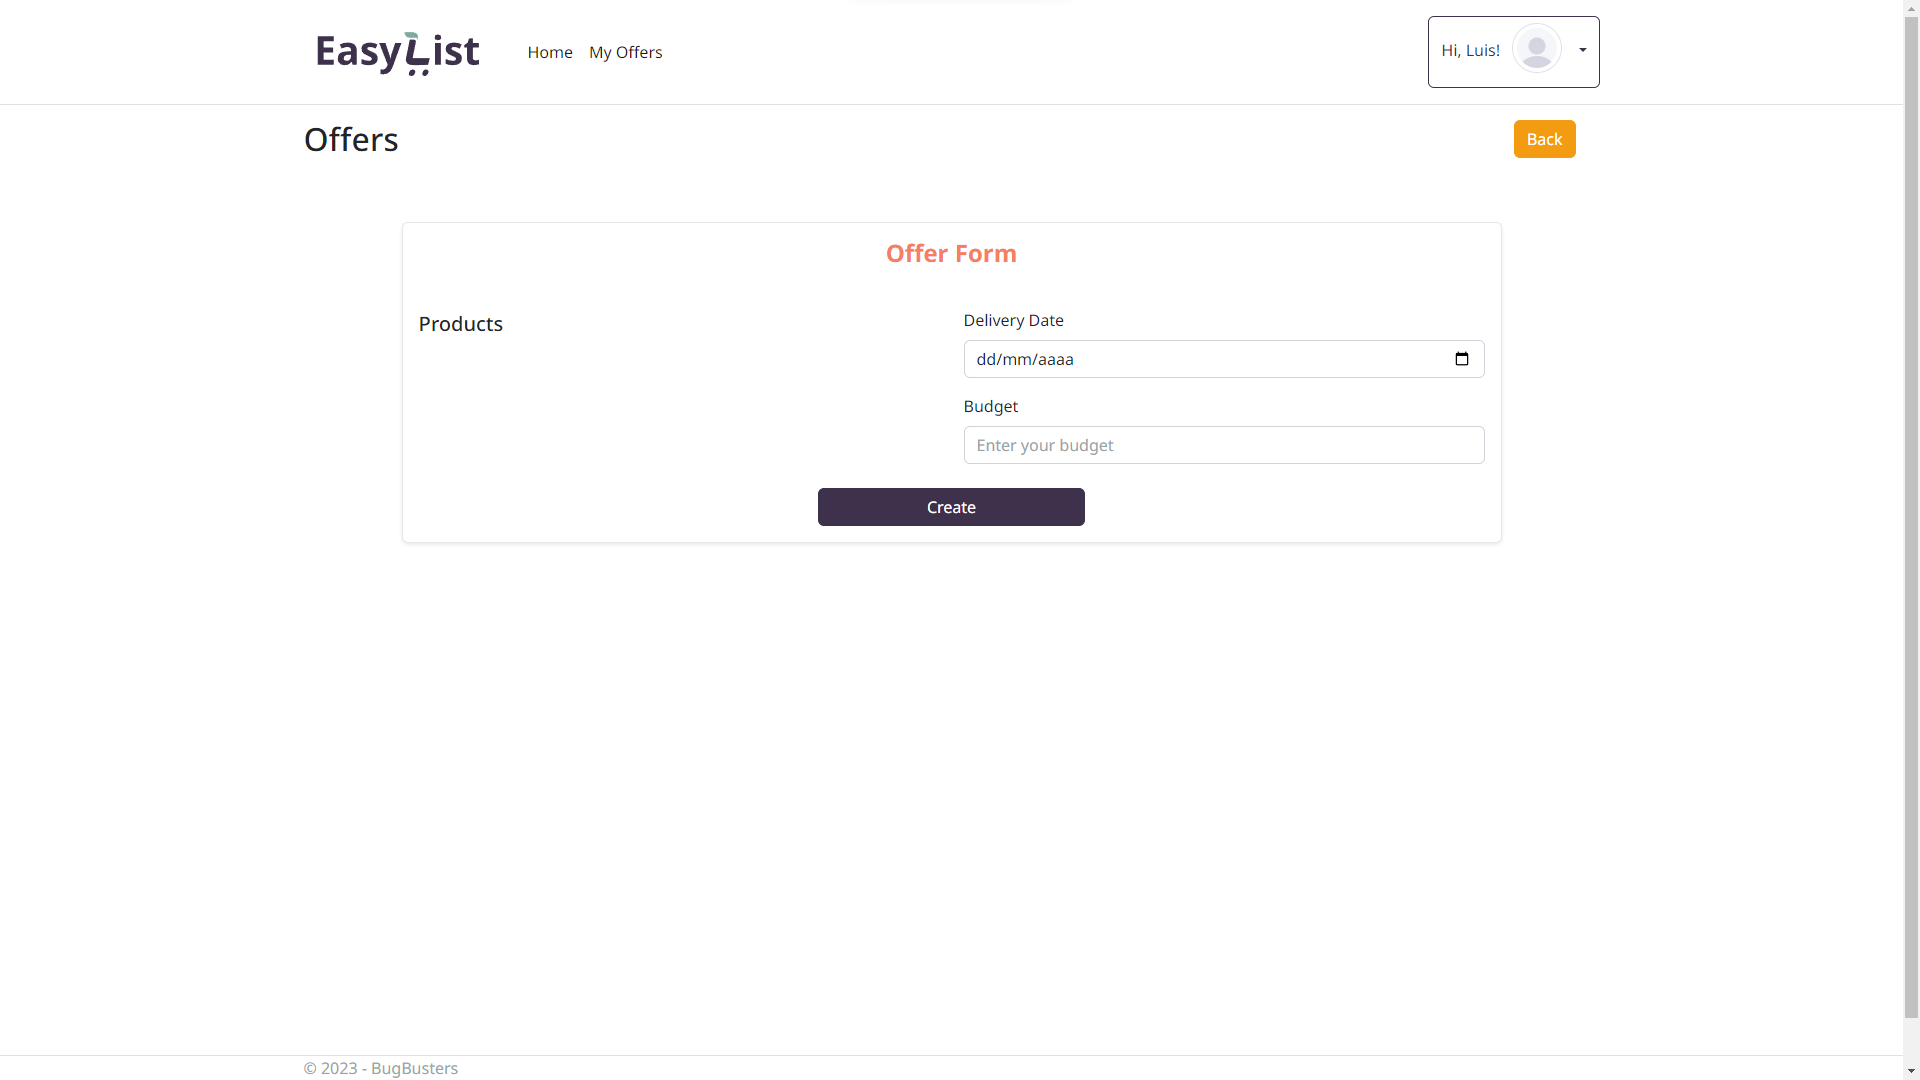 EasyList
Home
My Offers
Hi, Luis!
Offers
Back
Offer Form
Products
Delivery Date
dd/mm/aaaa
Budget
Enter your budget
Create
© 2023 - BugBusters